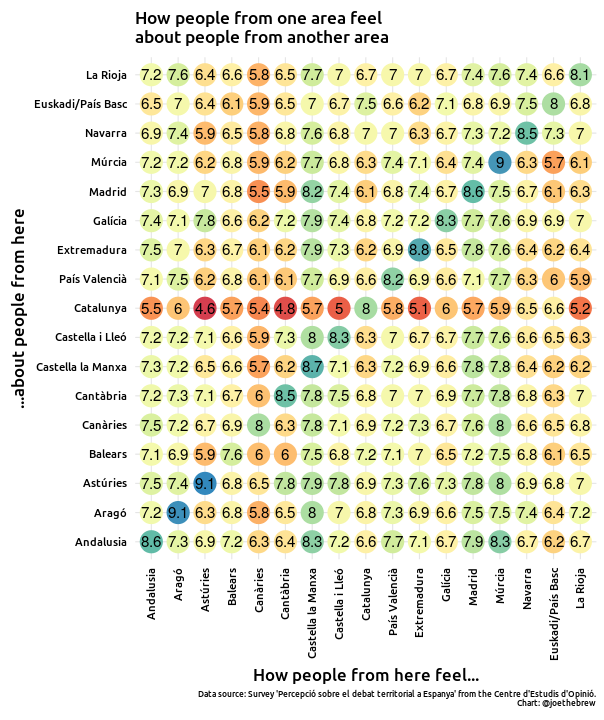 How people from one area feel
about people from another area
...about people from here
La Rioja 7.2 7.6 6.4 6.6 5.8 6.5 7.7 7 6.7 7 7 6.7 7.4 7.6 7.4 6.6 8.1
Euskadi/País Basc 6.5 7 6.4 6.1 5.9 6.5 7 6.7 7.5 6.6 6.2 7.1 6.8 6.9 7.5 8 6.8
Navarra 6.9 7.4 5.9 6.5 5.8 6.8 7.6 6.8 7 7 6.3 6.7 7.3 7.2 8.5 7.3 7
Múrcia 7.2 7.2 6.2 6.8 5.9 6.2 7.7 6.8 6.3 7.4 7.1 6.4 7.4 9 6.3 5.7 6.1
Madrid 7.3 6.9 7 6.8 5.5 5.9 8.2 7.4 6.1 6.8 7.4 6.7 8.6 7.5 6.7 6.1 6.3
Galícia 7.4 7.1 7.8 6.6 6.2 7.2 7.9 7.4 6.8 7.2 7.2 8.3 7.7 7.6 6.9 6.9 7
Extremadura 7.5 7 6.3 6.7 6.1 6.2 7.9 7.3 6.2 6.9 8.8 6.5 7.8 7.6 6.4 6.2 6.4
País Valencià 7.1 7.5 6.2 6.8 6.1 6.1 7.7 6.9 6.6 8.2 6.9 6.6 7.1 7.7 6.3 6 5.9
Catalunya 5.5 6 4.6 5.7 5.4 4.8 5.7 5 8 5.8 5.1 6 5.7 5.9 6.5 6.6 5.2
Castella i Lleó 7.2 7.2 7.1 6.6 5.9 7.3 8 8.3 6.3 7 6.7 6.7 7.7 7.6 6.6 6.5 6.3
Castella la Manxa 7.3 7.2 6.5 6.6 5.7 6.2 8.7 7.1 6.3 7.2 6.9 6.6 7.8 7.8 6.4 6.2 6.2
Cantàbria 7.2 7.3 7.1 6.7 6 8.5 7.8 7.5 6.8 7 7 6.9 7.7 7.8 6.8 6.3 7
Canàries 7.5 7.2 6.7 6.9 8 6.3 7.8 7.1 6.9 7.2 7.3 6.7 7.6 8 6.6 6.5 6.8
Balears 7.1 6.9 5.9 7.6 6 6 7.5 6.8 7.2 7.1 7 6.5 7.2 7.5 6.8 6.1 6.5
Astúries 7.5 7.4 9.1 6.8 6.5 7.8 7.9 7.8 6.9 7.3 7.6 7.3 7.8 8 6.9 6.8 7
Aragó 7.2 9.1 6.3 6.8 5.8 6.5 8 7 6.8 7.3 6.9 6.6 7.5 7.5 7.4 6.4 7.2
Andalusia 8.6 7.3 6.9 7.2 6.3 6.4 8.3 7.2 6.6 7.7 7.1 6.7 7.9 8.3 6.7 6.2 6.7
Andalusia
Aragó
Astúries
Balears
Canàries
Cantàbria
Castella la Manxa
Castella i Lleó
Catalunya
País Valencià
Extremadura
Galícia
Madrid
Múrcia
Navarra
Euskadi/País Basc
La Rioja
How people from here feel...
Data source: Survey 'Percepció sobre el debat territorial a Espanya' from the Centre d'Estudis d'Opinió.
Chart: @joethebrew